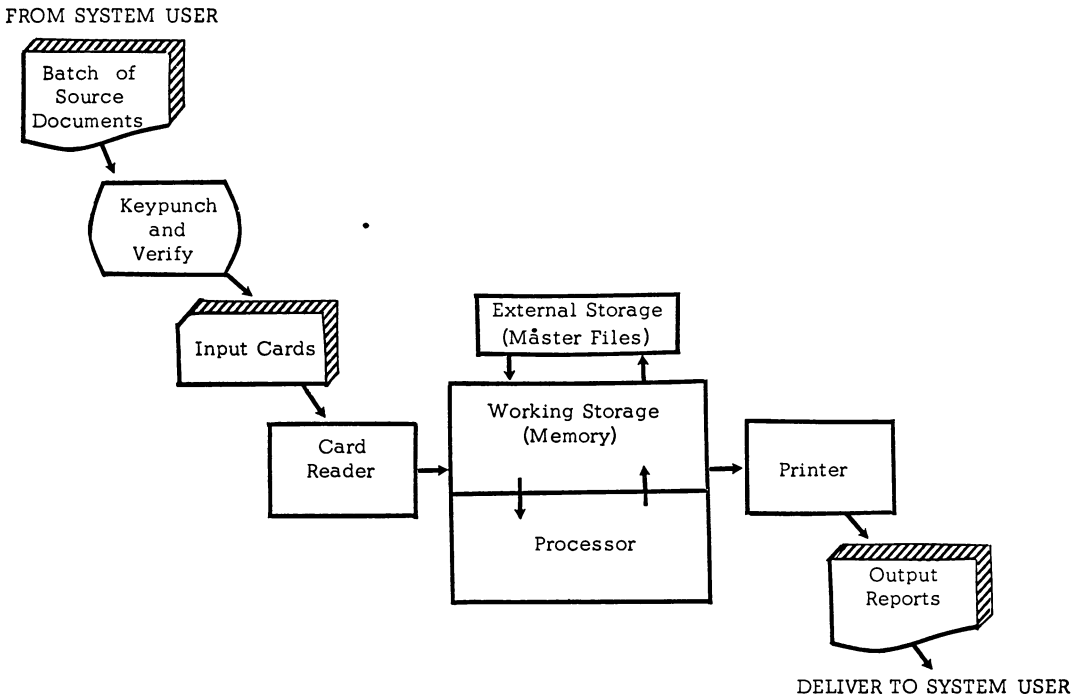 FROM SYSTEM USER
Batch of
Source
Documents
Keypunch
and
Verify
Input Cards
Card
Reader
External Storage
(Master Files)
Working Storage
(Memory)
Processor
Printer
Output
Reports
DELIVER TO SYSTEM USER